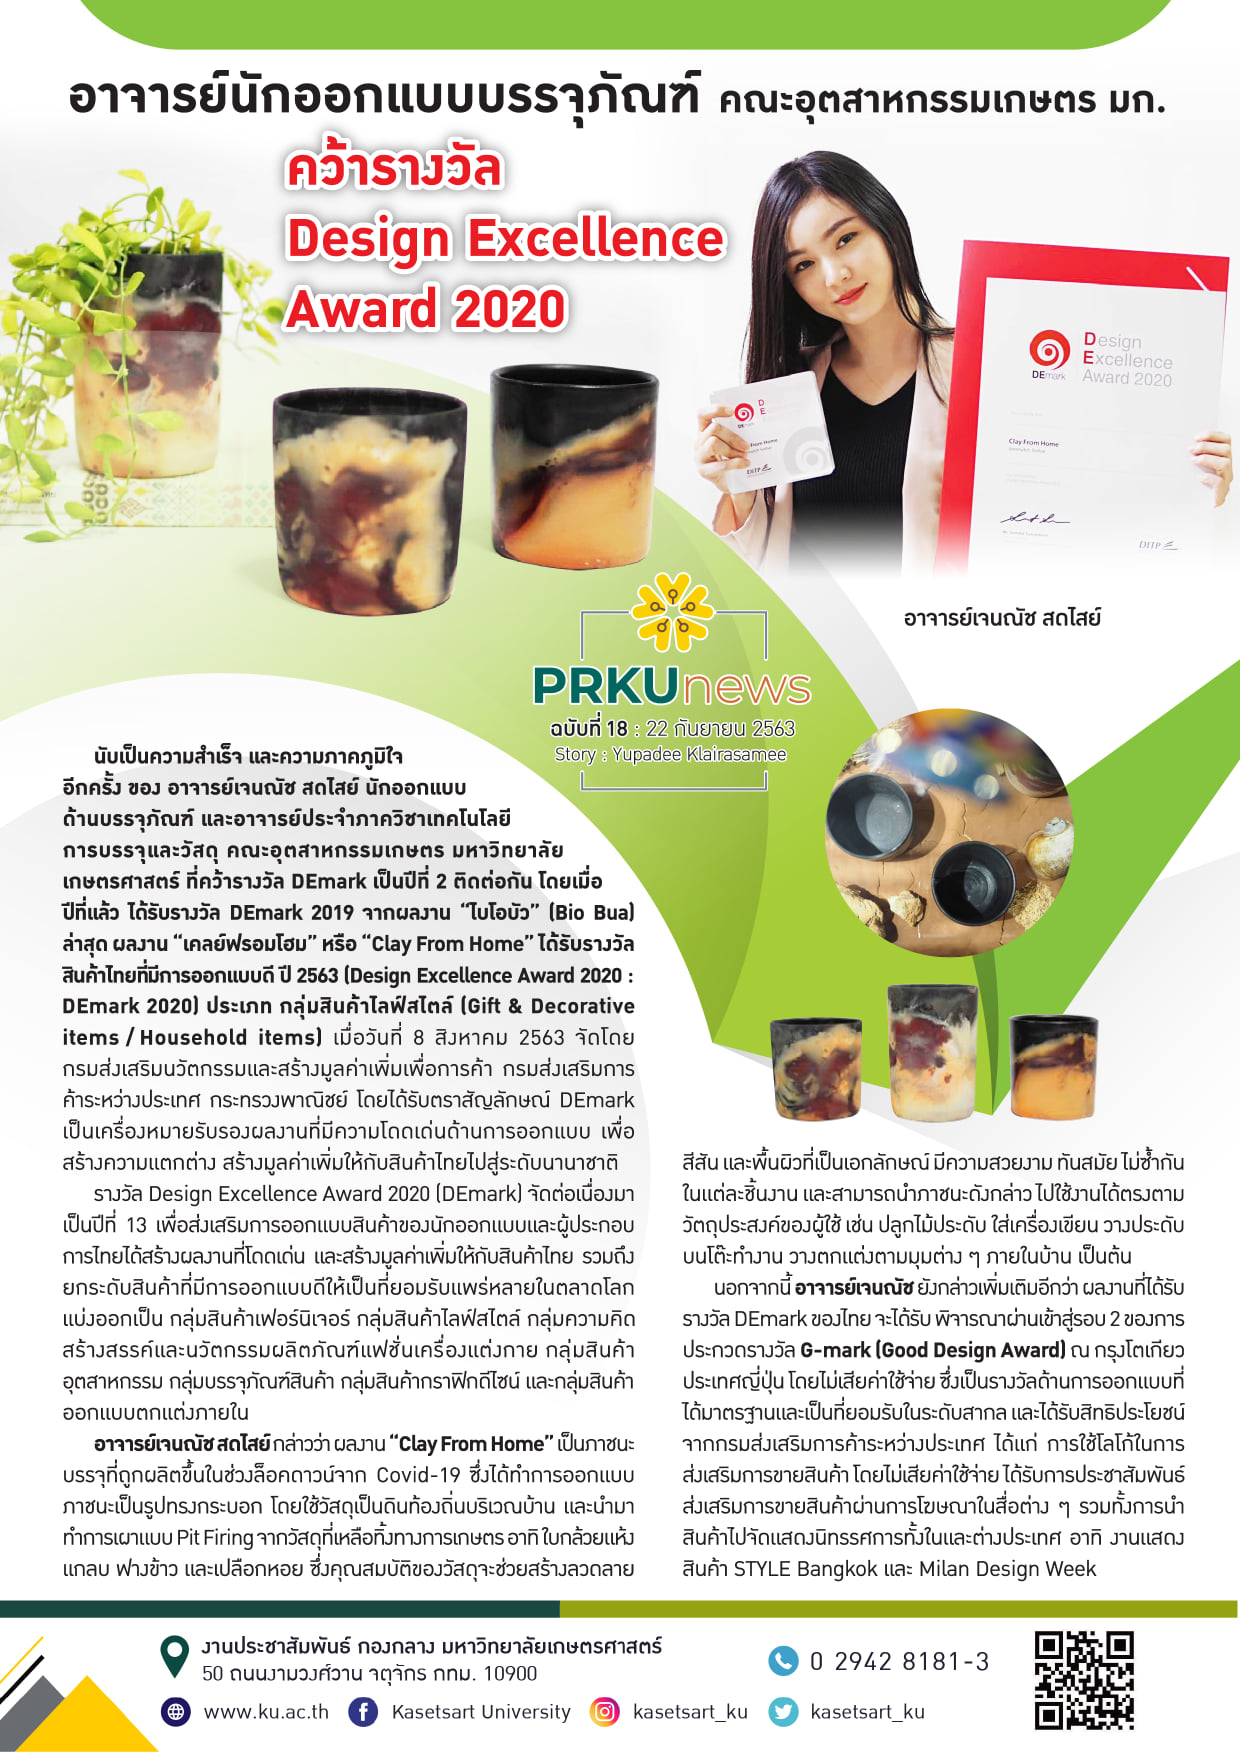 อาจารย์นักออกแบบบรรจุภัณฑ์ คณะอุตสาหกรรมเกษตร มก.
คว้ารางวัล
Design Excellence
Award 2020
DEmark
Design
Excellence
Award 2020
Clay From Home
DITP
D
E
From Home
DITP
อาจารย์เจนณัช สดไสย์
PRKUnews
ฉบับที่ 18 : 22 กันยายน 2563
Story : Yupadee Klairasamee
นับเป็นความสำเร็จ และความภาคภูมิใจ
อีกครั้ง ของ อาจารย์เจนณัช สดไสย์ นักออกแบบ
ด้านบรรจุภัณฑ์ และอาจารย์ประจำภาควิชาเทคโนโลยี
การบรรจุและวัสดุ คณะอุตสาหกรรมเกษตร มหาวิทยาลัย
เกษตรศาสตร์ ที่คว้ารางวัล DEmark เป็นปีที่ 2 ติดต่อกัน โดยเมื่อ
ปีที่แล้ว ได้รับรางวัล DEmark 2019 จากผลงาน “ไบโอบัว” (Bio Bua)
ล่าสุด ผลงาน “เคลย์ฟรอมโฮม” หรือ “Clay From Home” ได้รับรางวัล
สินค้าไทยที่มีการออกแบบดี ปี 2563 (Design Excellence Award 2020 :
DEmark 2020) ประเภท กลุ่มสินค้าไลฟ์สไตล์ (Gift & Decorative
items / Household items) เมื่อวันที่ 8 สิงหาคม 2563 จัดโดย
กรมส่งเสริมนวัตกรรมและสร้างมูลค่าเพิ่มเพื่อการค้า กรมส่งเสริมการ
ค้าระหว่างประเทศ กระทรวงพาณิชย์ โดยได้รับตราสัญลักษณ์ DEmark
เป็นเครื่องหมายรับรองผลงานที่มีความโดดเด่นด้านการออกแบบ เพื่อ
สร้างความแตกต่าง สร้างมูลค่าเพิ่มให้กับสินค้าไทยไปสู่ระดับนานาชาติ
รางวัล Design Excellence Award 2020 (DEmark) จัดต่อเนื่องมา
เป็นปีที่ 13 เพื่อส่งเสริมการออกแบบสินค้าของนักออกแบบและผู้ประกอบ
การไทยได้สร้างผลงานที่โดดเด่น และสร้างมูลค่าเพิ่มให้กับสินค้าไทย รวมถึง
ยกระดับสินค้าที่มีการออกแบบดีให้เป็นที่ยอมรับแพร่หลายในตลาดโลก
แบ่งออกเป็น กลุ่มสินค้าเฟอร์นิเจอร์ กลุ่มสินค้าไลฟ์สไตล์ กลุ่มความคิด
สร้างสรรค์และนวัตกรรมผลิตภัณฑ์แฟชั่นเครื่องแต่งกาย กลุ่มสินค้า
อุตสาหกรรม กลุ่มบรรจุภัณฑ์สินค้า กลุ่มสินค้ากราฟิกดีไซน์ และกลุ่มสินค้า
ออกแบบตกแต่งภายใน
อาจารย์เจนณัช สดไสย์ กล่าวว่า ผลงาน “Clay From Home” เป็นภาชนะ
บรรจุที่ถูกผลิตขึ้นในช่วงล็อคดาวน์จาก Covid-19 ซึ่งได้ทำการออกแบบ
ภาชนะเป็นรูปทรงกระบอก โดยใช้วัสดุเป็นดินท้องถิ่นบริเวณบ้าน และนำมา
ทำการเผาแบบ Pit Firing จากวัสดุที่เหลือทิ้งทางการเกษตร อาทิ ใบกล้วยแห้ง
แกลบ ฟางข้าว และเปลือกหอย ซึ่งคุณสมบัติของวัสดุจะช่วยสร้างลวดลาย
สีสัน และพื้นผิวที่เป็นเอกลักษณ์ มีความสวยงาม ทันสมัย ไม่ซ้ำกัน
ในแต่ละชิ้นงาน และสามารถนำภาชนะดังกล่าว ไปใช้งานได้ตรงตาม
วัตถุประสงค์ของผู้ใช้ เช่น ปลูกไม้ประดับ ใส่เครื่องเขียน วางประดับ
บนโต๊ะทำงาน วางตกแต่งตามมุมต่าง ๆ ภายในบ้าน เป็นต้น
นอกจากนี้ อาจารย์เจนณัช ยังกล่าวเพิ่มเติมอีกว่า ผลงานที่ได้รับ
รางวัล DEmark ของไทย จะได้รับ พิจารณาผ่านเข้าสู่รอบ 2 ของการ
ประกวดรางวัล G-mark (Good Design Award) ณ กรุงโตเกียว
ประเทศญี่ปุ่น โดยไม่เสียค่าใช้จ่าย ซึ่งเป็นรางวัลด้านการออกแบบที่
ได้มาตรฐานและเป็นที่ยอมรับในระดับสากล และได้รับสิทธิประโยชน์
จากกรมส่งเสริมการค้าระหว่างประเทศ ได้แก่ การใช้โลโก้ในการ
ส่งเสริมการขายสินค้า โดยไม่เสียค่าใช้จ่าย ได้รับการประชาสัมพันธ์
ส่งเสริมการขายสินค้าผ่านการโฆษณาในสื่อต่าง ๆ รวมทั้งการนำ
สินค้าไปจัดแสดงนิทรรศการทั้งในและต่างประเทศ อาทิ งานแสดง
สินค้า STYLE Bangkok และ Milan Design Week
งานประชาสัมพันธ์ กองกลาง มหาวิทยาลัยเกษตรศาสตร์
50 ถนนงามวงศ์วาน จตุจักร กทม. 10900
0 2942 8181-3
www.ku.ac.th Kasetsart University kasetsart_ku kasetsart_ku